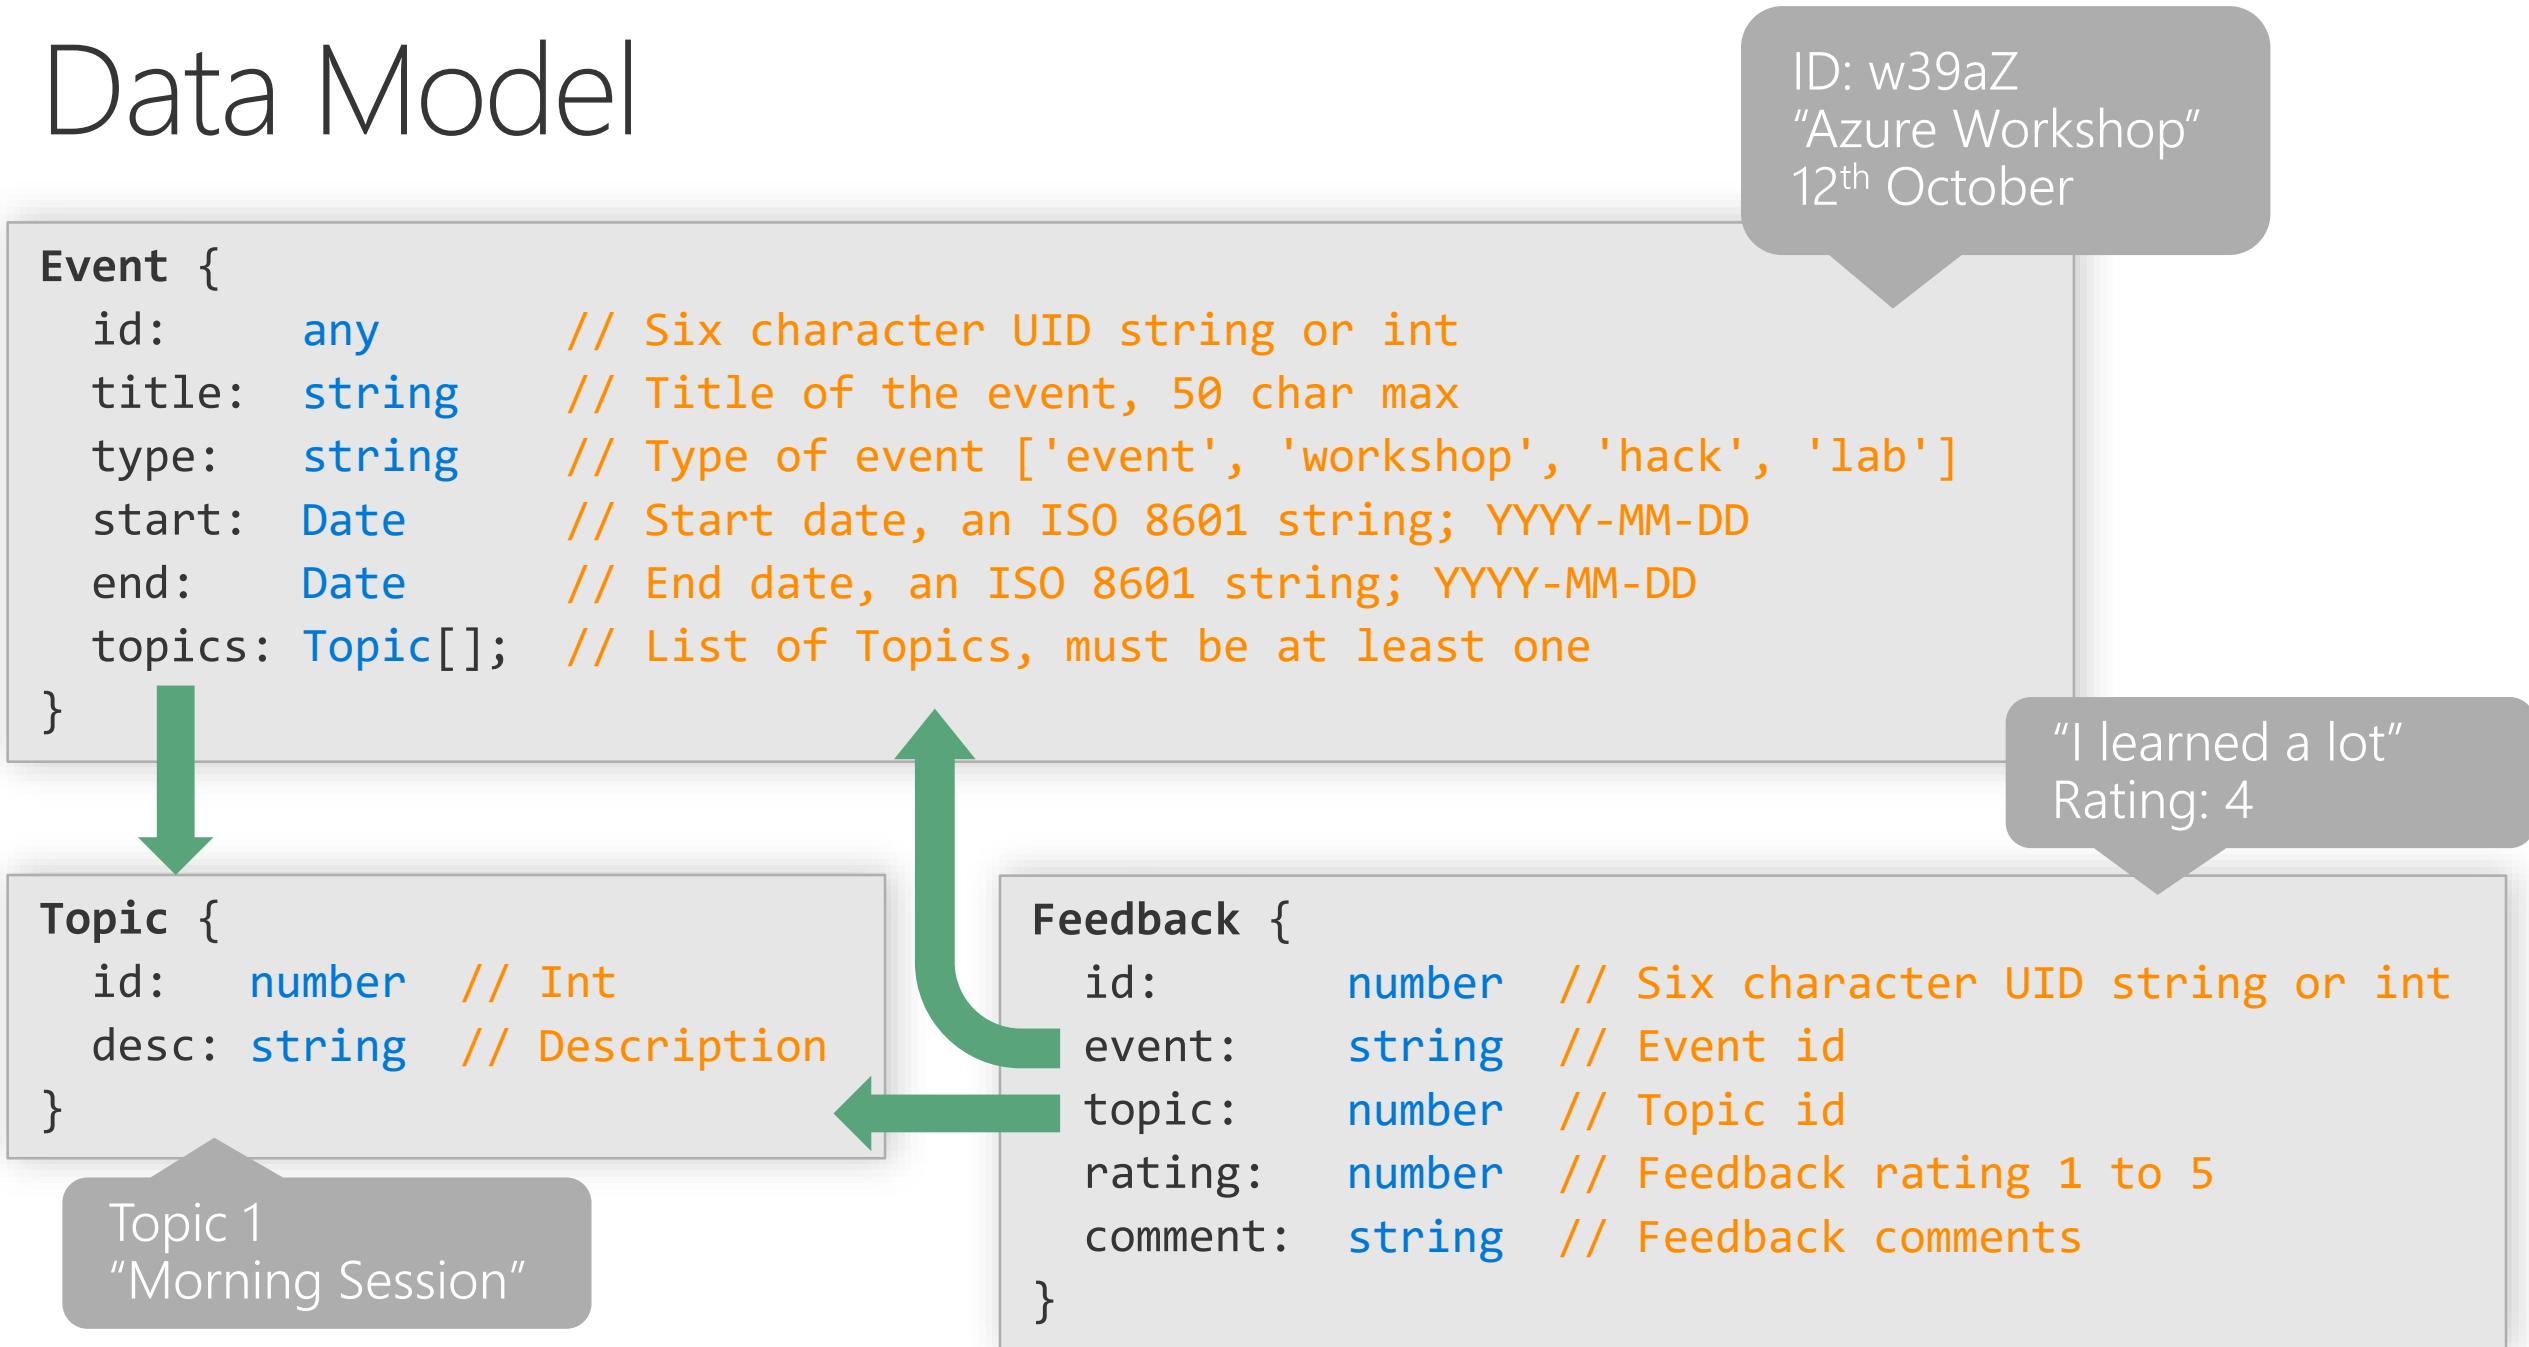 Data Model
ID: w39aZ
“Azure Workshop”
12th October
Event {
id: any // Six character UID string or int
title: string // Title of the event, 50 char max
type: string // Type of event ['event', 'workshop', 'hack', 'lab']
start: Date // Start date, an ISO 8601 string; YYYY-MM-DD
end: Date // End date, an ISO 8601 string; YYYY-MM-DD
topics: Topic[]; // List of Topics, must be at least one
}
“I learned a lot”
Rating: 4
Topic {
id: number // Int
desc: string // Description
}
Topic 1
“Morning Session”
Feedback {
id: number // Six character UID string or int
event: string // Event id
topic: number // Topic id
rating: number // Feedback rating 1 to 5
comment: string // Feedback comments
}